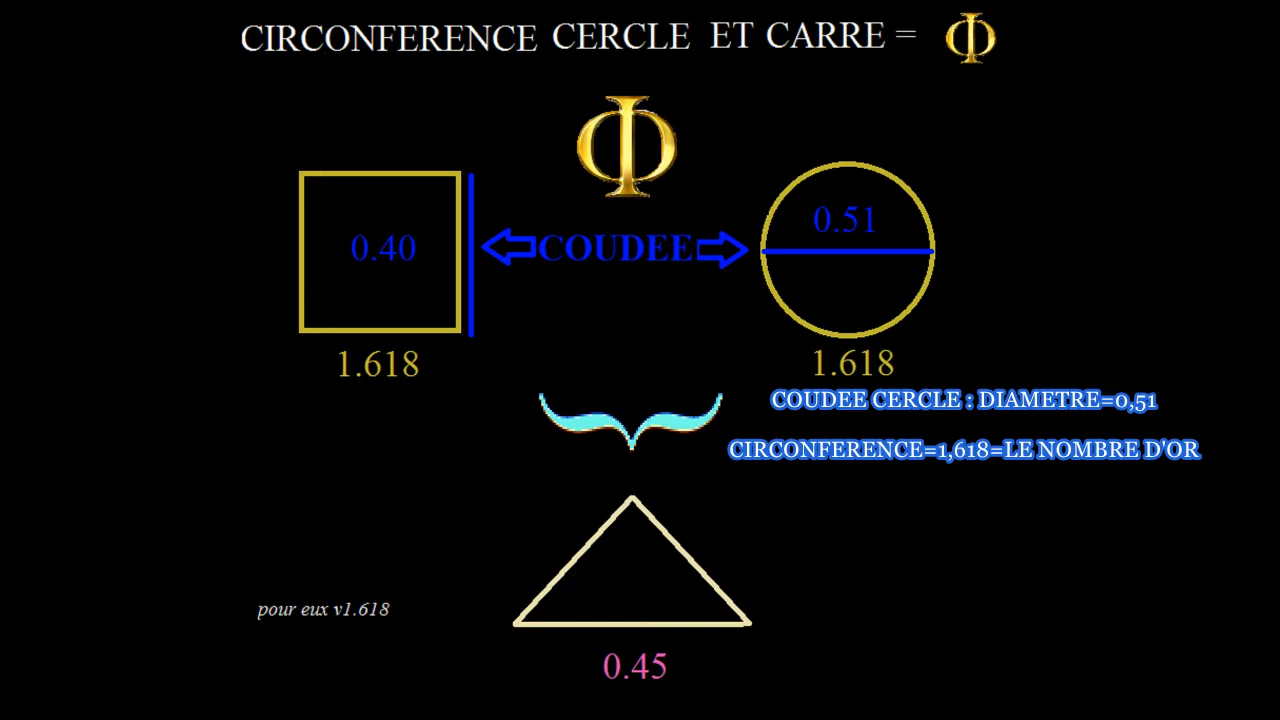 CIRCONFERENCE CERCLE ET CARRE = Φ
Φ
0.40
COUDEE
0.51
1.618
1.618
COUDEE CERCLE : DIAMETRE=0,51
CIRCONFERENCE=1,618=LE NOMBRE D'OR
pour eux v1.618
0.45